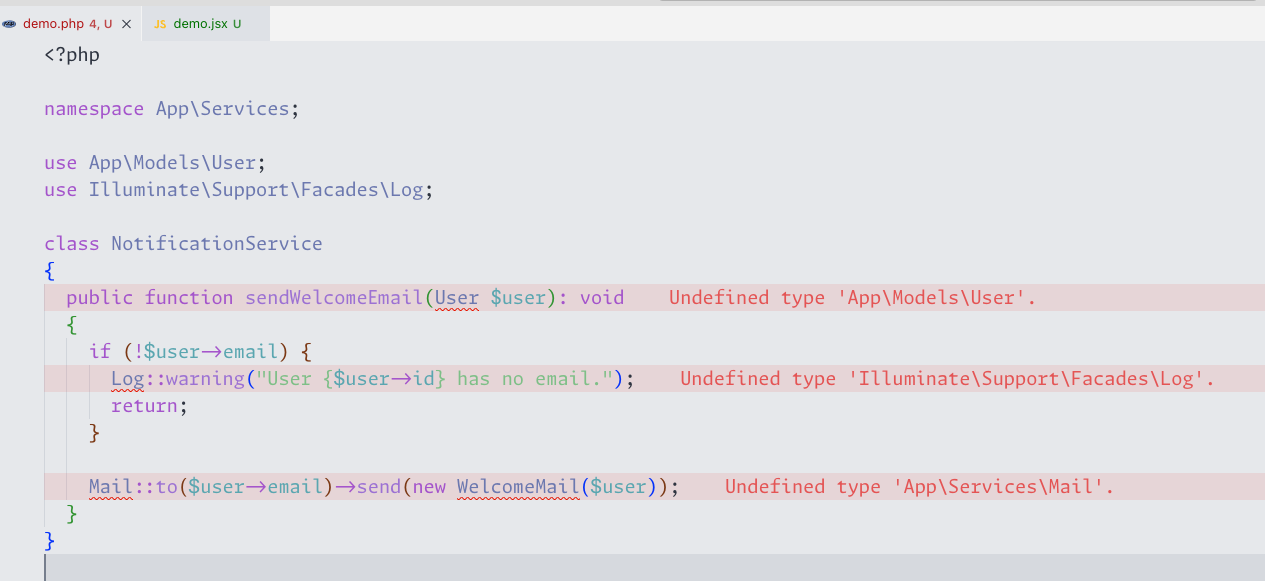 php demo.php 4, U × JS demo.jsx U
<?php
namespace App\Services;
use App\Models\User;
use Illuminate\Support\Facades\Log;
class NotificationService
{
public function sendWelcomeEmail(User $user): void Undefined type 'App\Models\User'.
{
if (!$user->email) {
Log::warning("User {$user->id} has no email."); Undefined type 'Illuminate\Support\Facades\Log'.
return;
}
Mail::to($user->email)->send(new WelcomeMail($user)); Undefined type 'App\Services\Mail'.
}
}